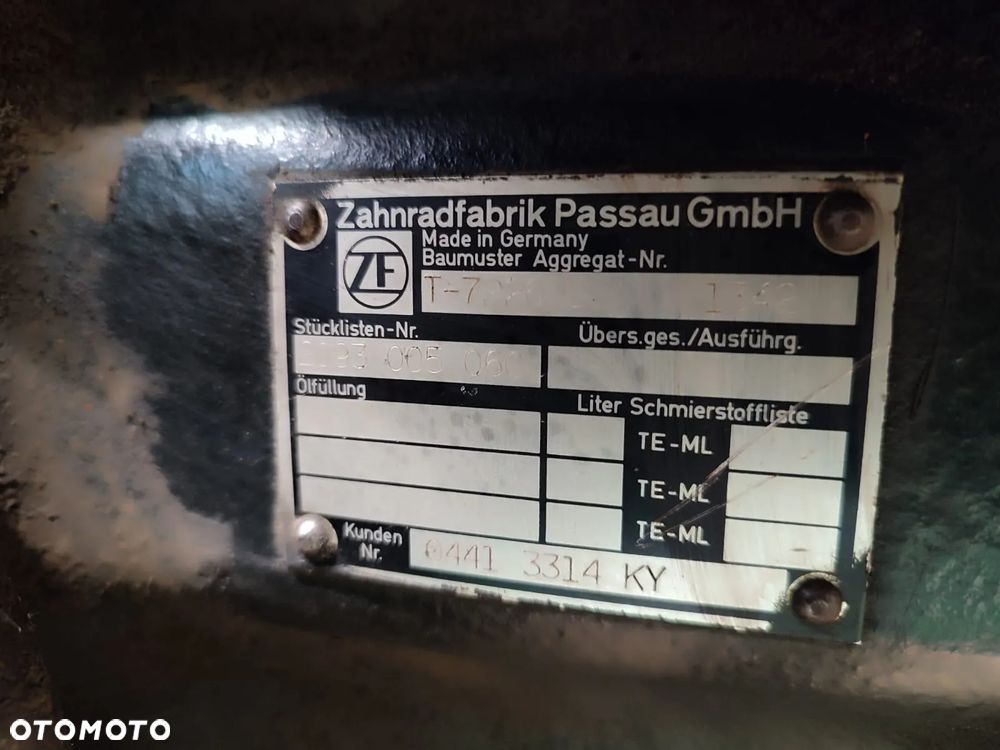 Zahnradfabrik Passau GmbH
ZF
Made in Germany
Baumuster Aggregat-Nr.
Stücklisten-Nr.
Übers.ges./Ausführg.
005
Ölfüllung
Liter Schmierstoffliste
TE-ML
TE-ML
TE-ML
Kunden Nr.
0441 3314 KY
OTOMOTO